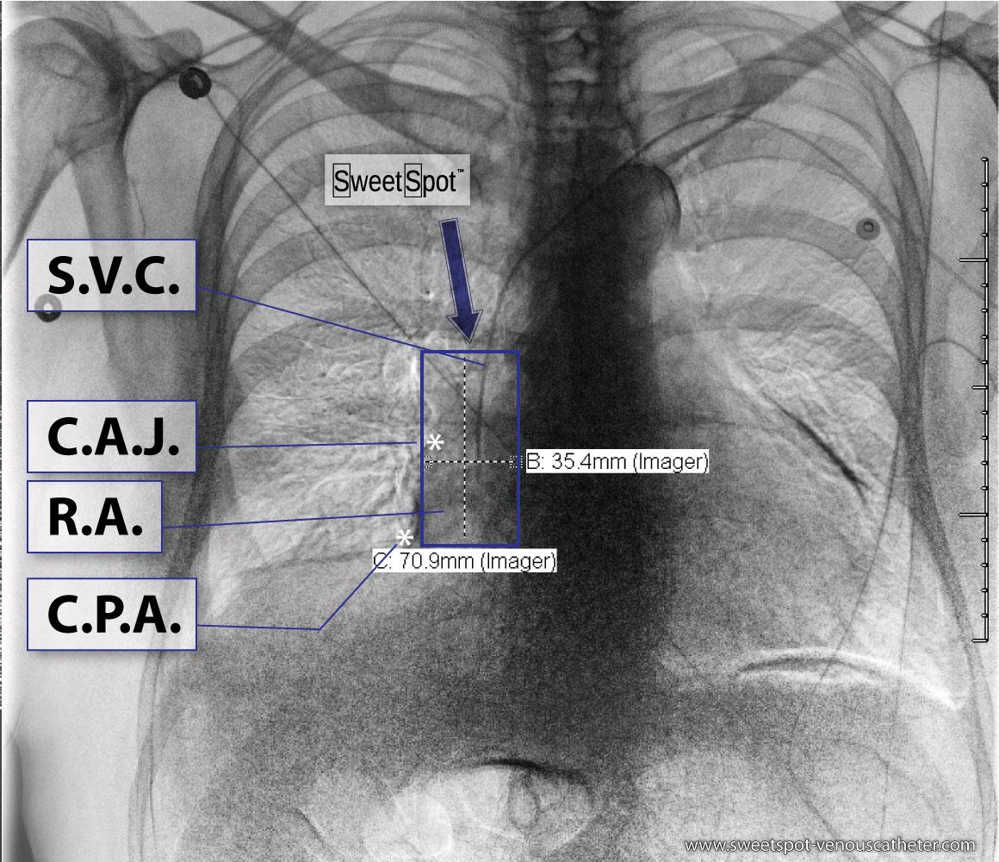 SweetSpot™
S.V.C.
C.A.J.
*
B: 35.4mm (Imager)
R.A.
*
C: 70.9mm (Imager)
C.P.A.
www.sweetspot-venouscatheter.com